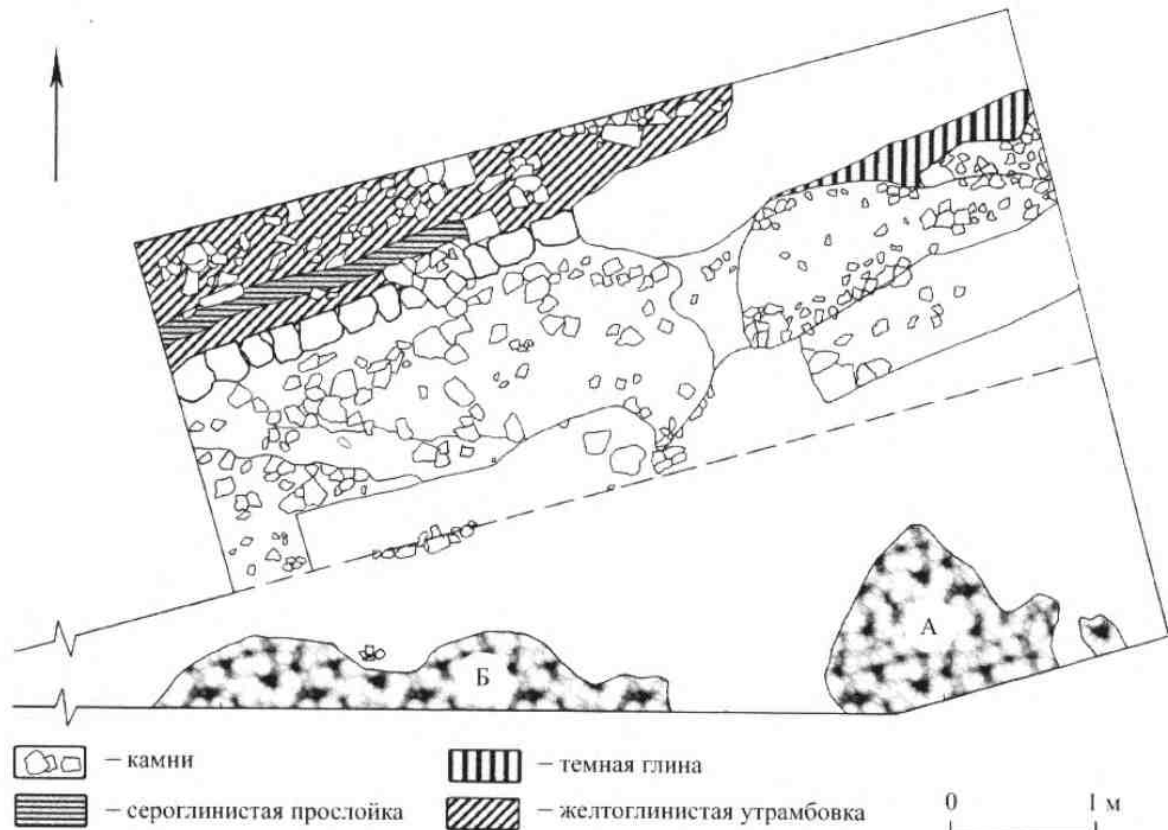 А
Б
– камни
– темная глина
– сероглинистая прослойка
– желтоглинистая утрамбовка
0 1 м